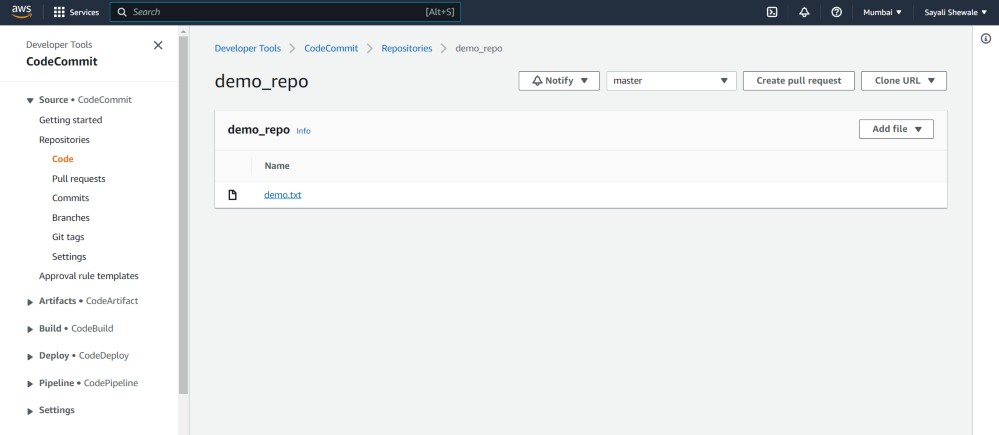 aws
Services
Search
[Alt+S]
Mumbai
Sayali Shewale
Developer Tools
CodeCommit
Source • CodeCommit
Getting started
Repositories
Code
Pull requests
Commits
Branches
Git tags
Settings
Approval rule templates
Artifacts • CodeArtifact
Build • CodeBuild
Deploy • CodeDeploy
Pipeline • CodePipeline
Settings
Developer Tools
CodeCommit
Repositories
demo_repo
demo_repo
Notify
master
Create pull request
Clone URL
demo_repo Info
Add file
Name
demo.txt